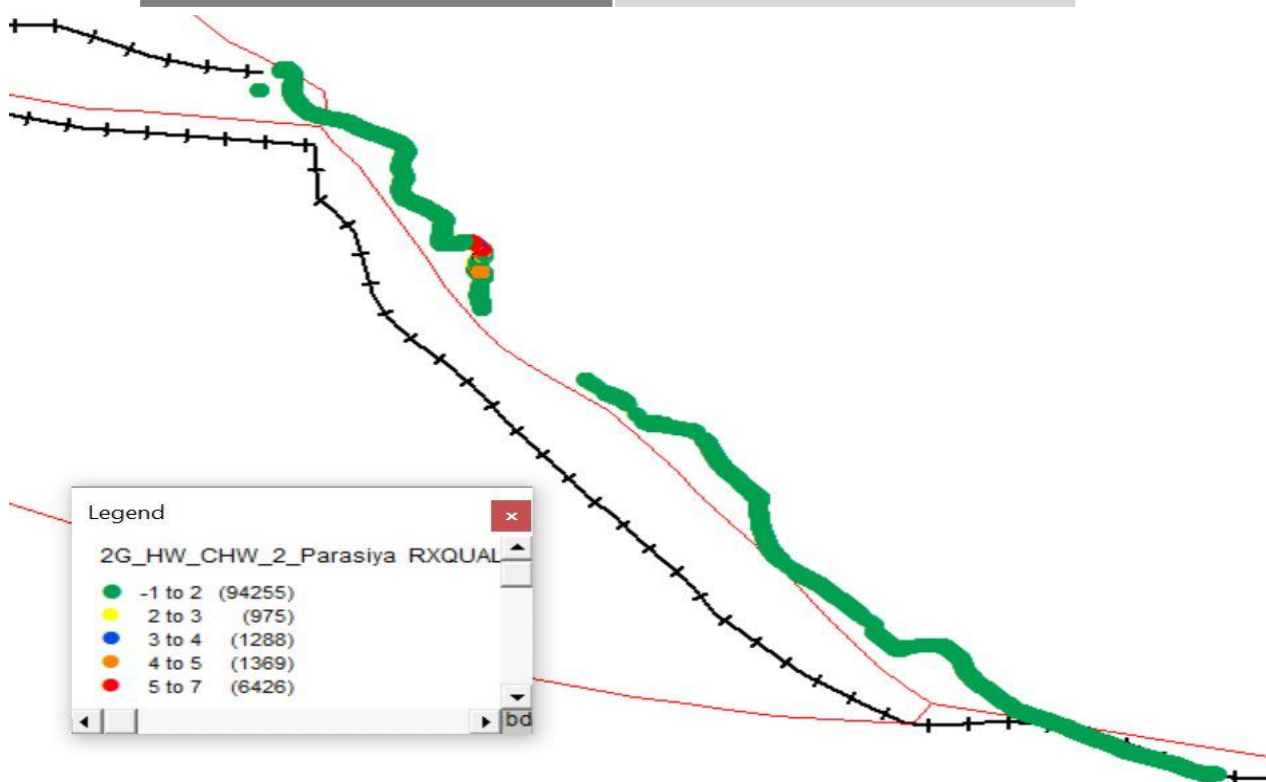 Legend
2G_HW_CHW_2_Parasiya RXQUAL
-1 to 2 (94255)
2 to 3 (975)
3 to 4 (1288)
4 to 5 (1369)
5 to 7 (6426)
bd